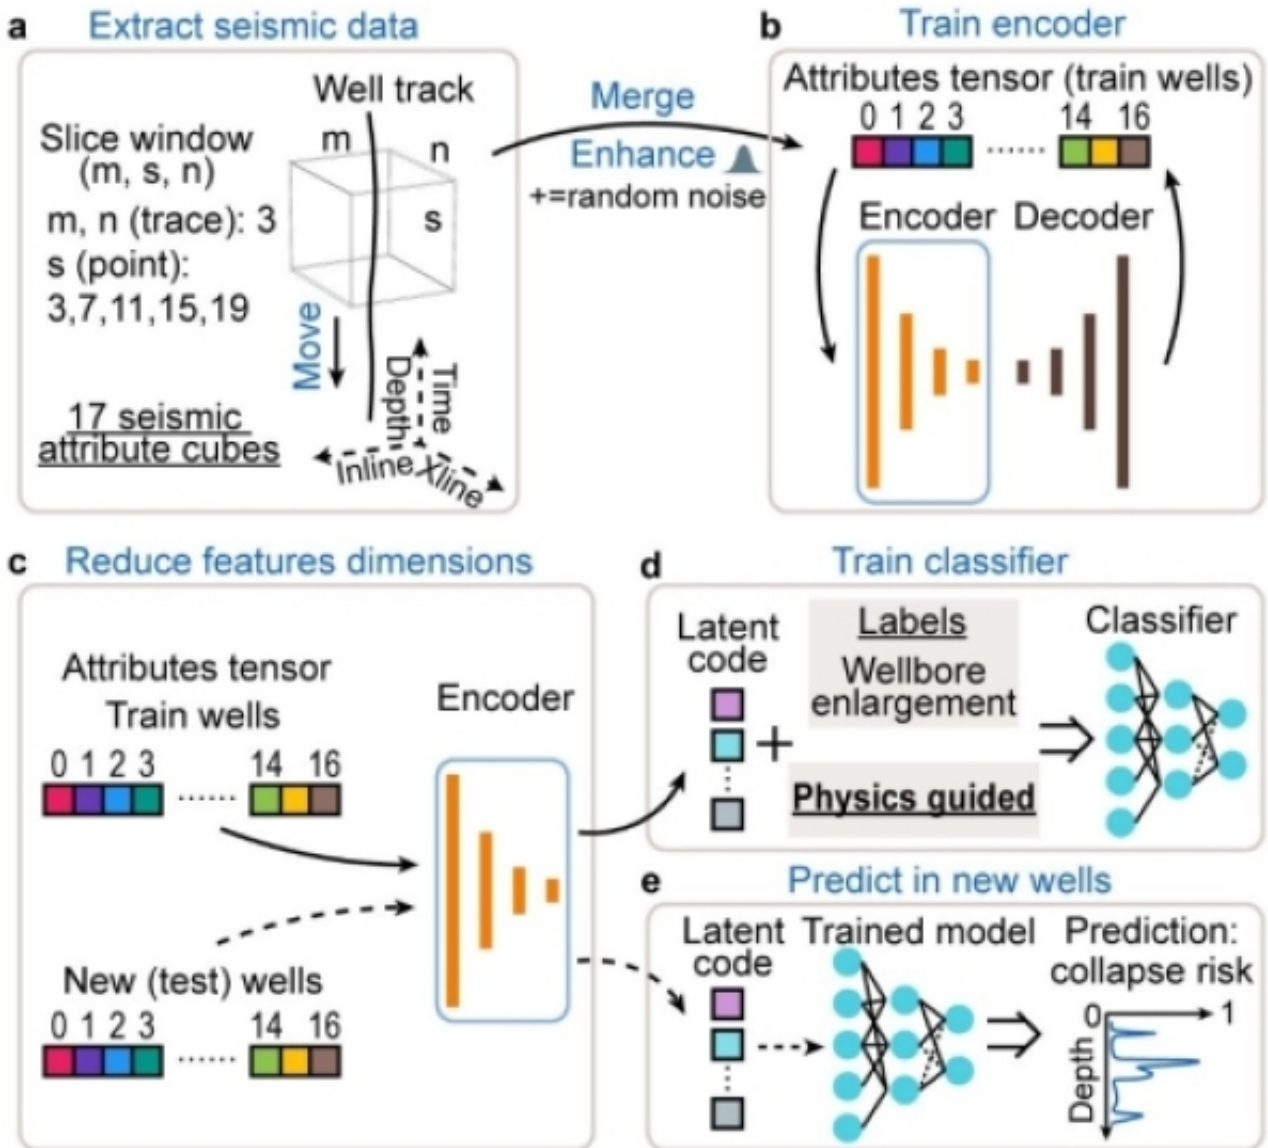 a Extract seismic data
Well track
Slice window
(m, s, n)
m
n
s
m, n (trace): 3
s (point):
3,7,11,15,19
Move
Depth
Time
Inline
Xline
17 seismic
attribute cubes
Merge
Enhance
+=random noise
b Train encoder
Attributes tensor (train wells)
0 1 2 3 ...... 14 16
Encoder Decoder
c Reduce features dimensions
Attributes tensor
Train wells
0 1 2 3 ...... 14 16
Encoder
New (test) wells
0 1 2 3 ...... 14 16
d Train classifier
Latent
code
+
Labels
Wellbore
enlargement
Physics guided
Classifier
e Predict in new wells
Latent
code
Trained model
Prediction:
collapse risk
0 1
Depth